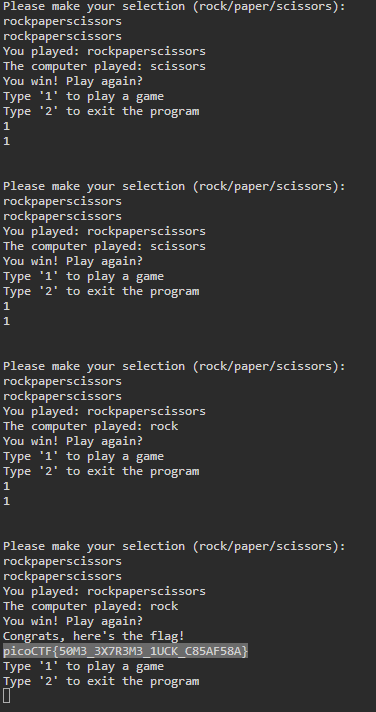 Please make your selection (rock/paper/scissors):
rockpaperscissors
rockpaperscissors
You played: rockpaperscissors
The computer played: scissors
You win! Play again?
Type '1' to play a game
Type '2' to exit the program
1
1
Please make your selection (rock/paper/scissors):
rockpaperscissors
rockpaperscissors
You played: rockpaperscissors
The computer played: scissors
You win! Play again?
Type '1' to play a game
Type '2' to exit the program
1
1
Please make your selection (rock/paper/scissors):
rockpaperscissors
rockpaperscissors
You played: rockpaperscissors
The computer played: rock
You win! Play again?
Type '1' to play a game
Type '2' to exit the program
1
1
Please make your selection (rock/paper/scissors):
rockpaperscissors
rockpaperscissors
You played: rockpaperscissors
The computer played: rock
You win! Play again?
Congrats, here's the flag!
picoCTF{50M3_3X7R3M3_1UCK_C85AF58A}
Type '1' to play a game
Type '2' to exit the program